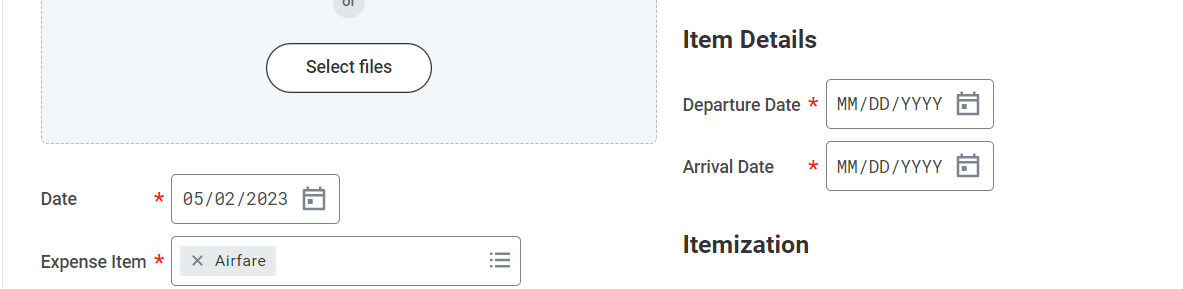 or
Select files
Date * 05/02/2023
Expense Item * × Airfare
Item Details
Departure Date * MM/DD/YYYY
Arrival Date * MM/DD/YYYY
Itemization